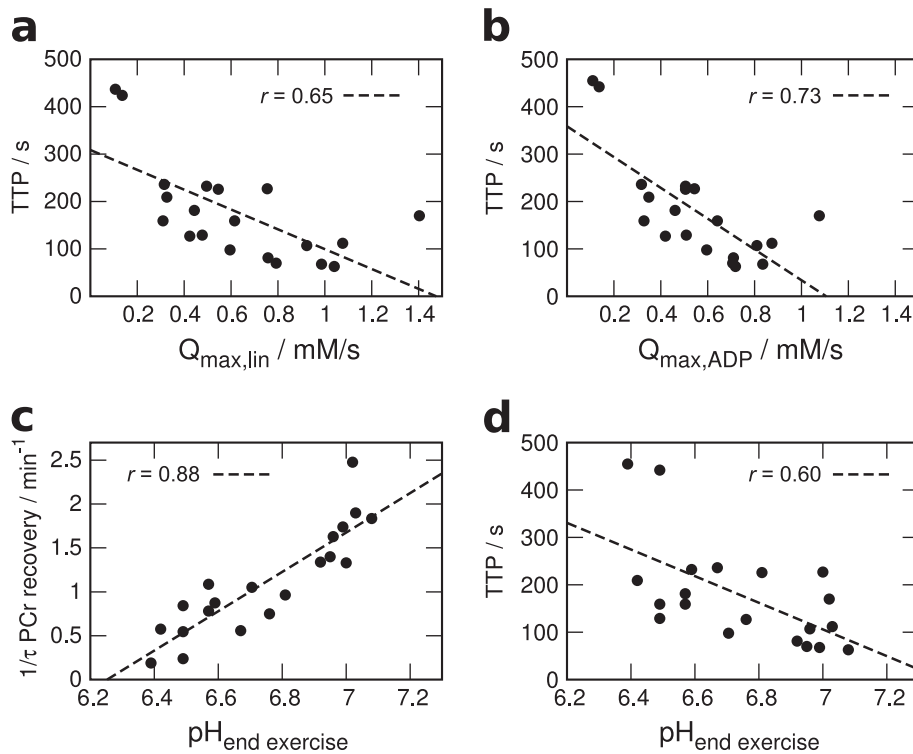 a
500
400
300
200
100
0
TTP / s
r = 0.65
0.2 0.4 0.6 0.8 1 1.2 1.4
Qmax,lin / mM/s
b
500
400
300
200
100
0
TTP / s
r = 0.73
0.2 0.4 0.6 0.8 1 1.2 1.4
Qmax,ADP / mM/s
c
2.5
2
1.5
1
0.5
0
1/τ PCr recovery / min⁻¹
r = 0.88
6.2 6.4 6.6 6.8 7 7.2
pHend exercise
d
500
400
300
200
100
0
TTP / s
r = 0.60
6.2 6.4 6.6 6.8 7 7.2
pHend exercise